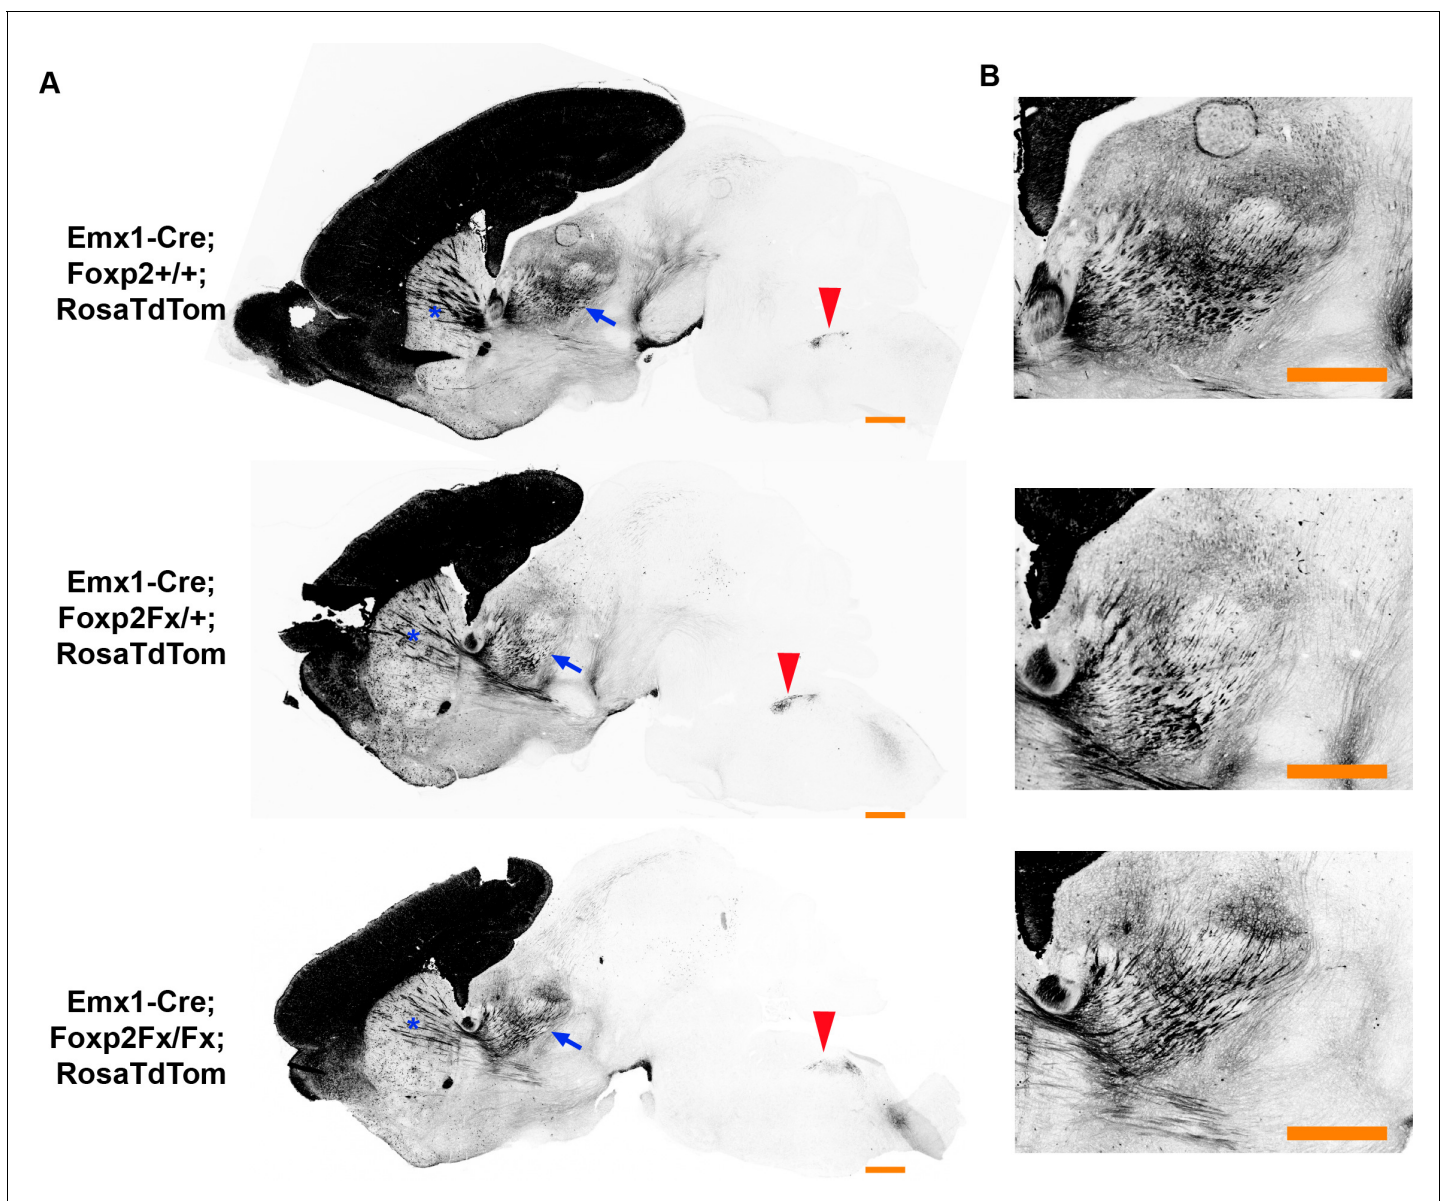 A
B
Emx1-Cre;
Foxp2+/+;
RosaTdTom
*
Emx1-Cre;
Foxp2Fx/+;
RosaTdTom
*
Emx1-Cre;
Foxp2Fx/Fx;
RosaTdTom
*